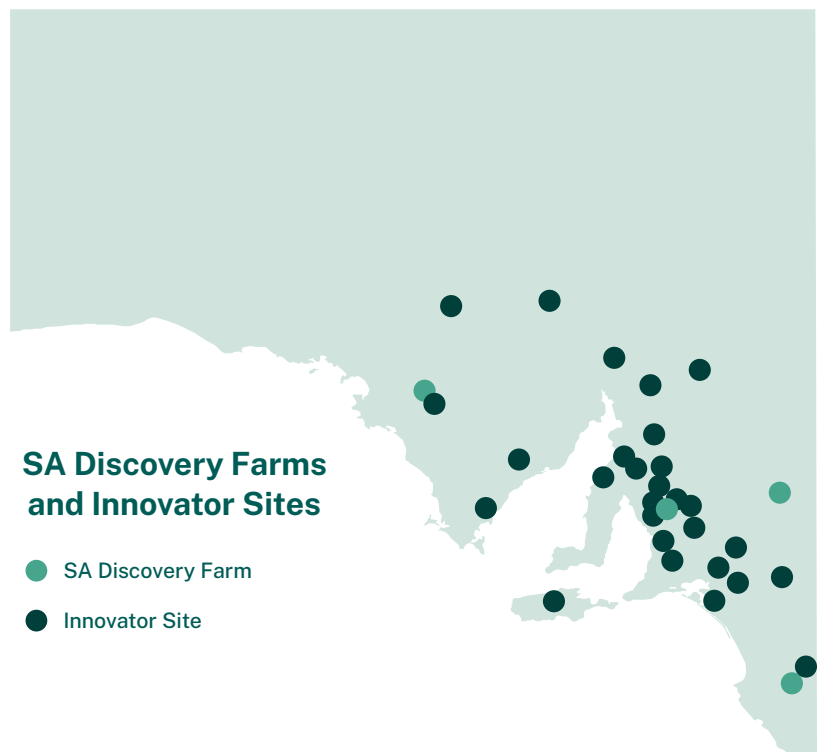 SA Discovery Farms
and Innovator Sites
SA Discovery Farm
Innovator Site